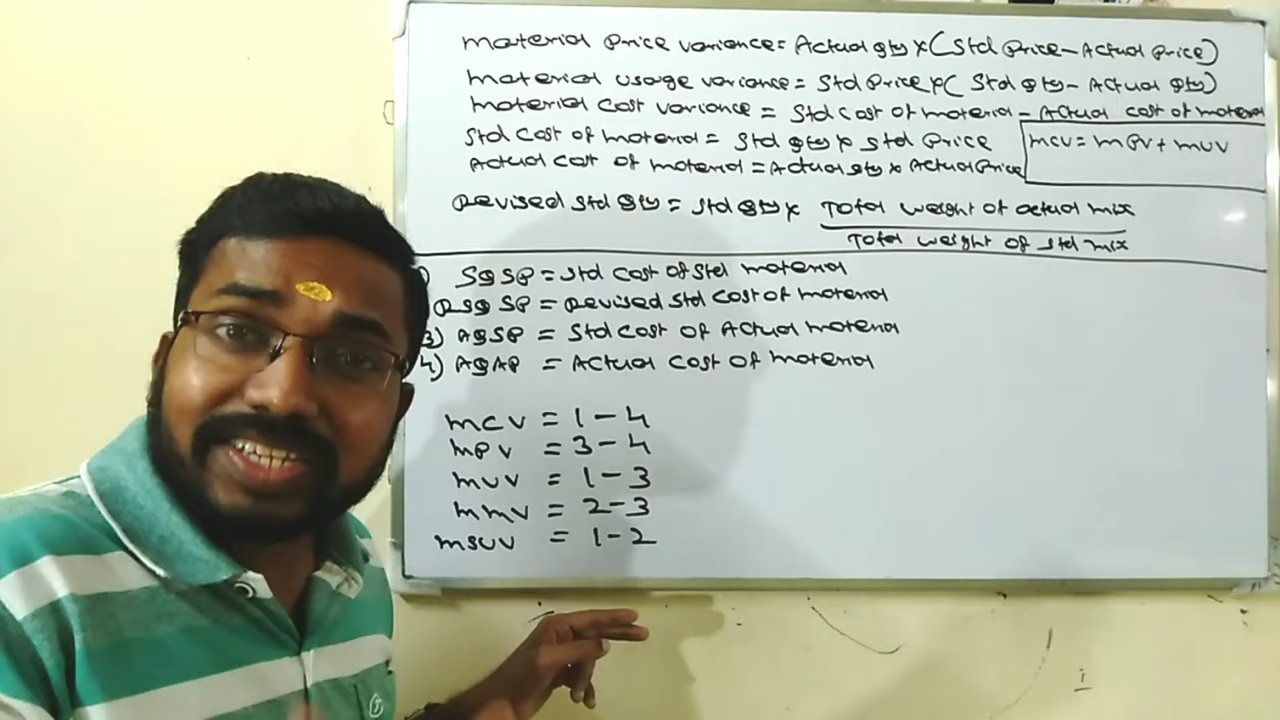 Material Price variance = Actual qty x (Std Price - Actual Price)
Material usage variance = Std Price x (Std qty - Actual qty)
Material Cost variance = Std Cost of Material - Actual cost of material
Std Cost of Material = Std qty x Std Price
MCV = MPV + MUV
Actual Cost of Material = Actual qty x Actual Price
Revised Std qty = Std qty x Total weight of actual mix
Total weight of std mix
) SQSP = Std Cost of Std Material
RSQ SP = Revised Std Cost of Material
3) AQSP = Std Cost of Actual Material
4) AQAP = Actual Cost of Material
MCV = 1 - 4
MPV = 3 - 4
MUV = 1 - 3
MMV = 2 - 3
MSUV = 1 - 2